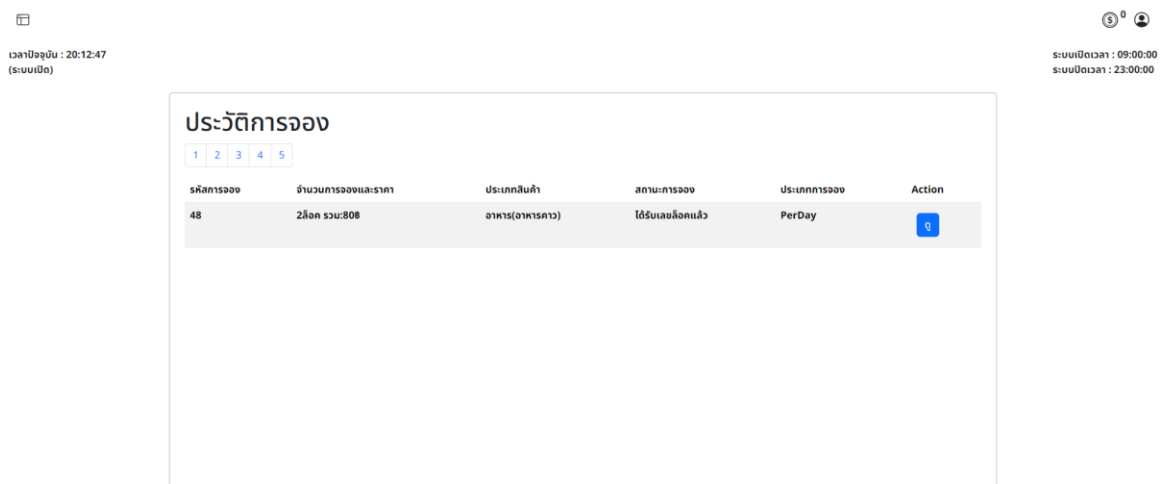 0
เวลาปัจจุบัน : 20:12:47
(ระบบเปิด)
ระบบเปิดเวลา : 09:00:00
ระบบปิดเวลา : 23:00:00
ประวัติการจอง
1 2 3 4 5
รหัสการจอง จำนวนการจองและราคา ประเภทสินค้า สถานะการจอง ประเภทการจอง Action
48 2ล็อค รวม:80฿ อาหาร(อาหารคาว) ได้รับเลขล็อคแล้ว PerDay ดู